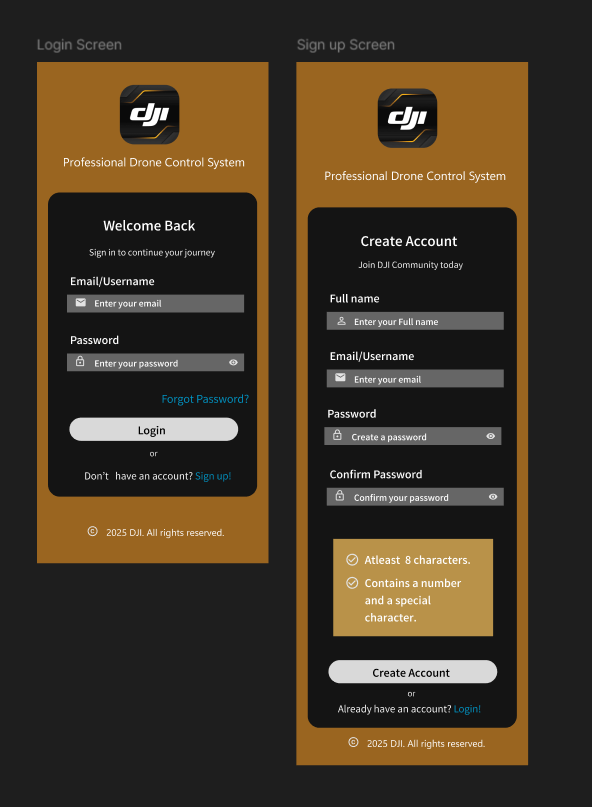 Login Screen
dji
Professional Drone Control System
Welcome Back
Sign in to continue your journey
Email/Username
Enter your email
Password
Enter your password
Forgot Password?
Login
or
Don't have an account? Sign up!
© 2025 DJI. All rights reserved.
Sign up Screen
dji
Professional Drone Control System
Create Account
Join DJI Community today
Full name
Enter your Full name
Email/Username
Enter your email
Password
Create a password
Confirm Password
Confirm your password
Atleast 8 characters.
Contains a number
and a special
character.
Create Account
or
Already have an account? Login!
© 2025 DJI. All rights reserved.